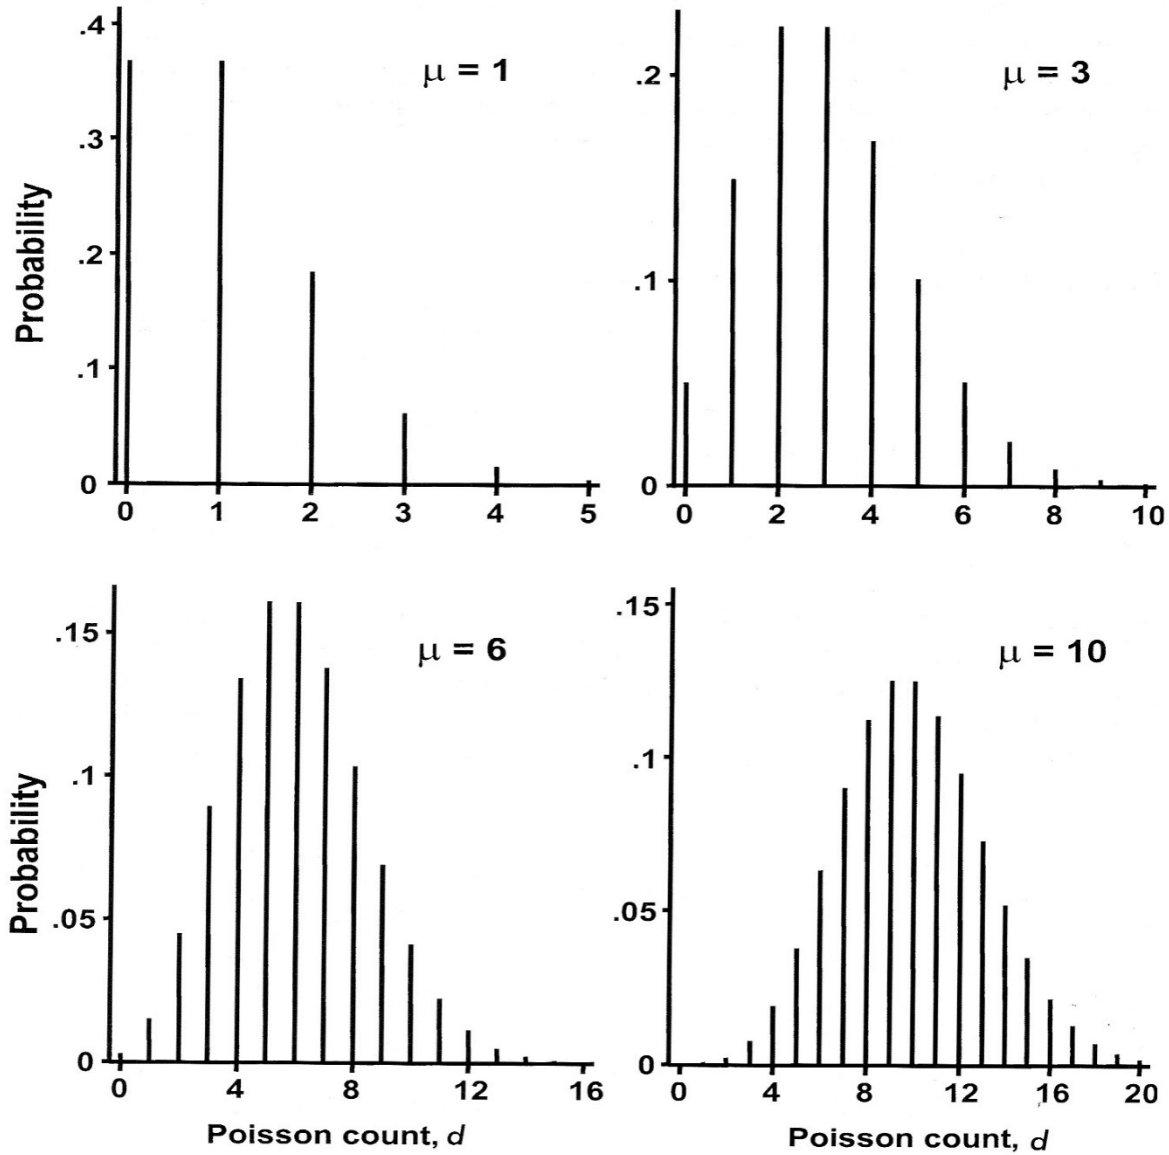 μ = 1
Probability
.4
.3
.2
.1
0
0 1 2 3 4 5
μ = 3
.2
.1
0
0 2 4 6 8 10
μ = 6
Probability
.15
.1
.05
0
0 4 8 12 16
Poisson count, d
μ = 10
.15
.1
.05
0
0 4 8 12 16 20
Poisson count, d